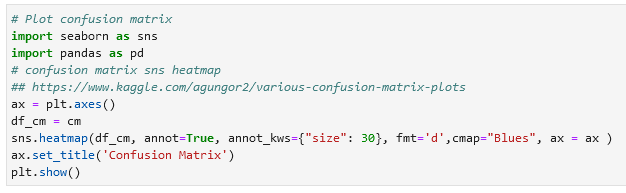 # Plot confusion matrix
import seaborn as sns
import pandas as pd
# confusion matrix sns heatmap
## https://www.kaggle.com/agungor2/various-confusion-matrix-plots
ax = plt.axes()
df_cm = cm
sns.heatmap(df_cm, annot=True, annot_kws={"size": 30}, fmt='d',cmap="Blues", ax = ax )
ax.set_title('Confusion Matrix')
plt.show()